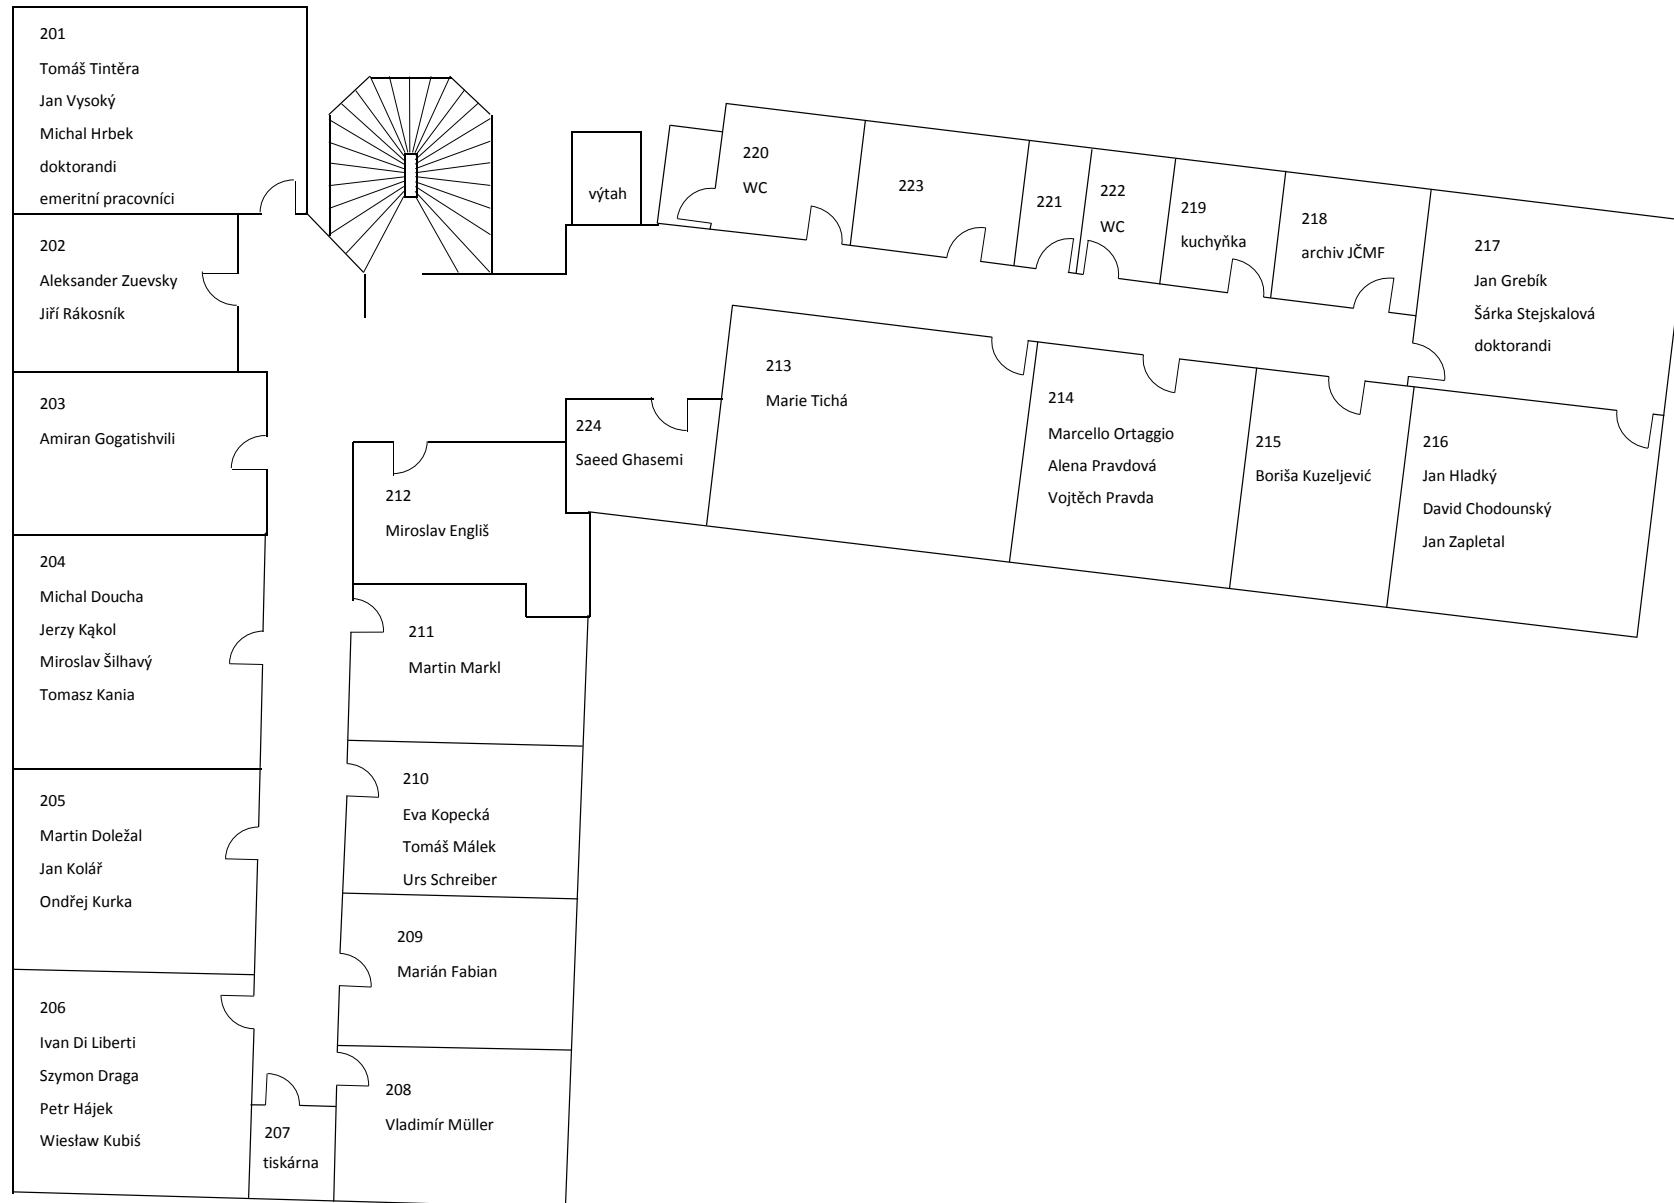 201
Tomáš Tintěra
Jan Vysoký
Michal Hrbek
doktorandi
emeritní pracovníci
202
Aleksander Zuevsky
Jiří Rákosník
203
Amiran Gogatishvili
204
Michal Doucha
Jerzy Kąkol
Miroslav Šilhavý
Tomasz Kania
205
Martin Doležal
Jan Kolář
Ondřej Kurka
206
Ivan Di Liberti
Szymon Draga
Petr Hájek
Wiesław Kubiś
207
tiskárna
208
Vladimír Müller
209
Marián Fabian
210
Eva Kopecká
Tomáš Málek
Urs Schreiber
211
Martin Markl
212
Miroslav Engliš
224
Saeed Ghasemi
213
Marie Tichá
214
Marcello Ortaggio
Alena Pravdová
Vojtěch Pravda
215
Boriša Kuzeljević
216
Jan Hladký
David Chodounský
Jan Zapletal
217
Jan Grebík
Šárka Stejskalová
doktorandi
218
archiv JČMF
219
kuchyňka
222
WC
221
223
220
WC
výtah